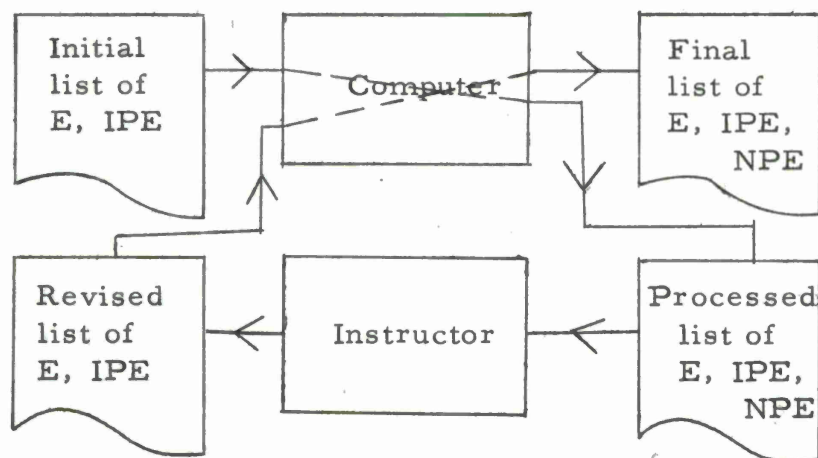 Initial
list of
E, IPE
Computer
Final
list of
E, IPE,
NPE
Revised
list of
E, IPE
Instructor
Processed
list of
E, IPE,
NPE